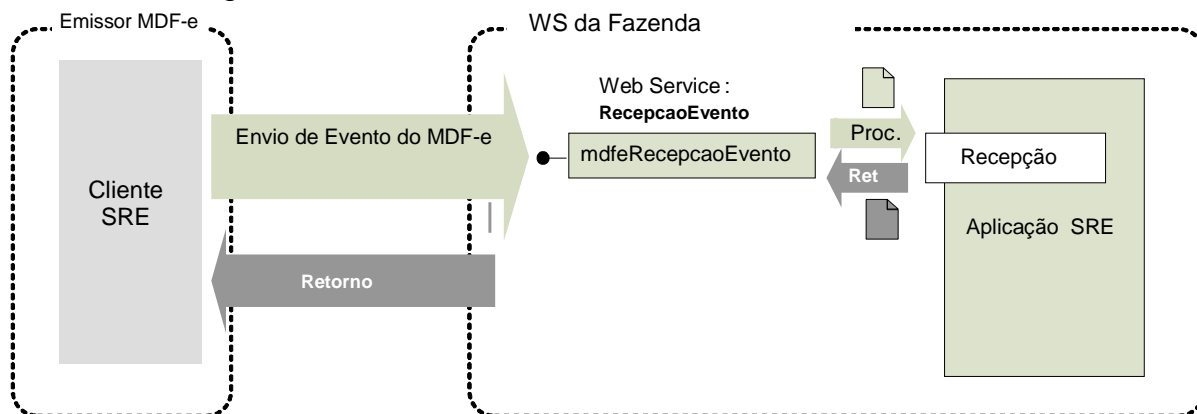 Emissor MDF-e
WS da Fazenda
Web Service :
RecepcaoEvento
Envio de Evento do MDF-e
mdfeRecepcaoEvento
Proc.
Ret
Recepção
Cliente
SRE
Aplicação SRE
Retorno